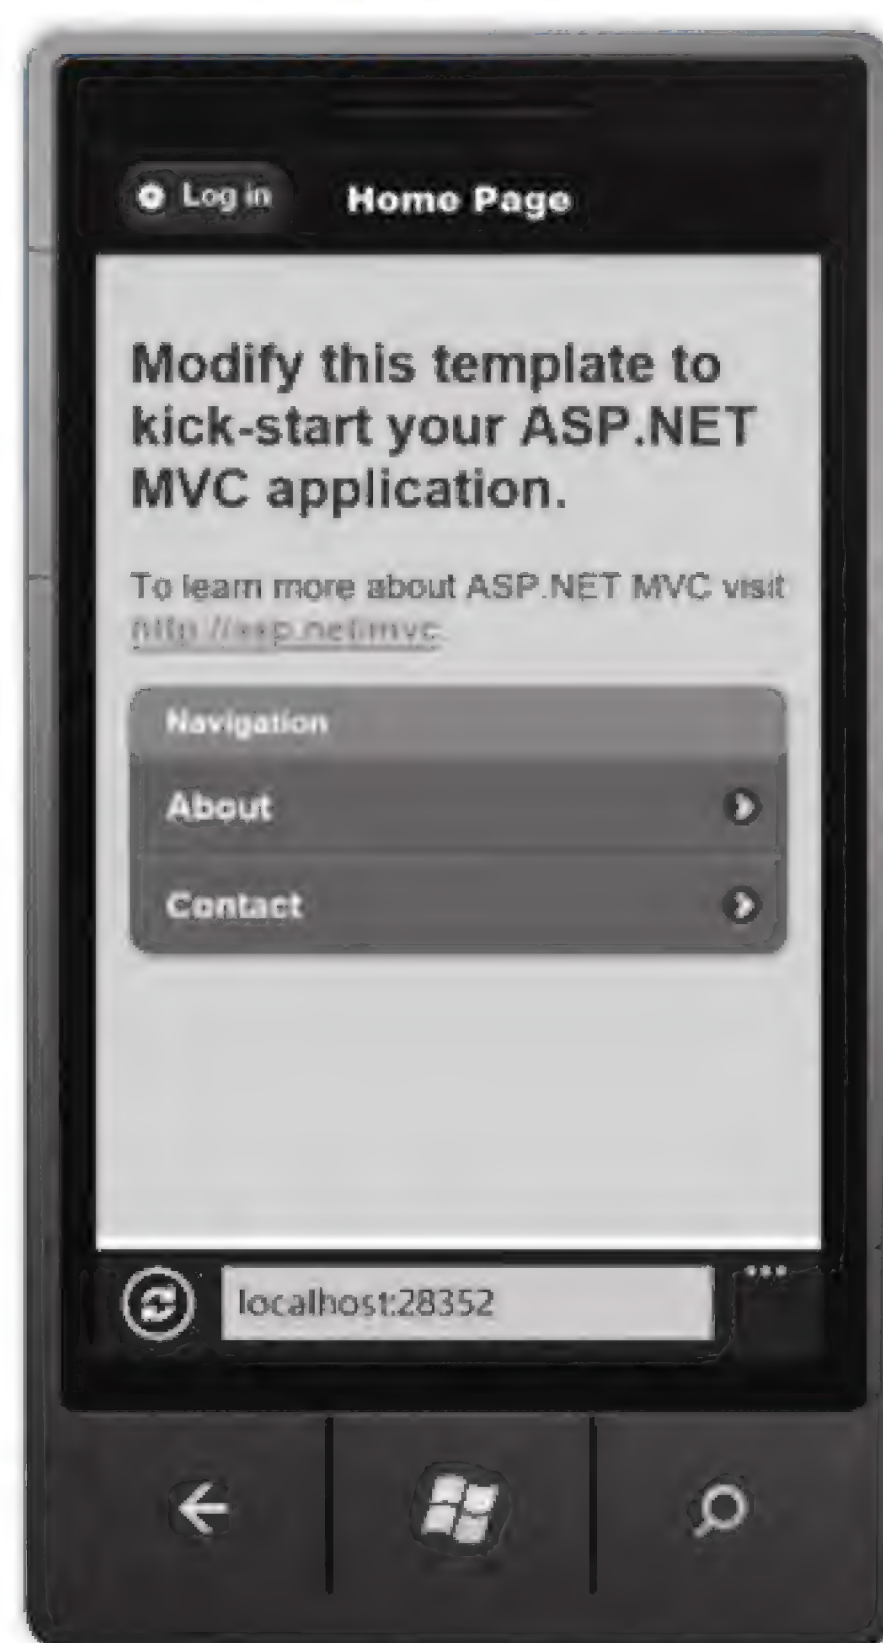 Log in
Home Page
Modify this template to
kick-start your ASP.NET
MVC application.
To learn more about ASP.NET MVC visit
http://asp.net/mvc
Navigation
About
Contact
localhost:28352